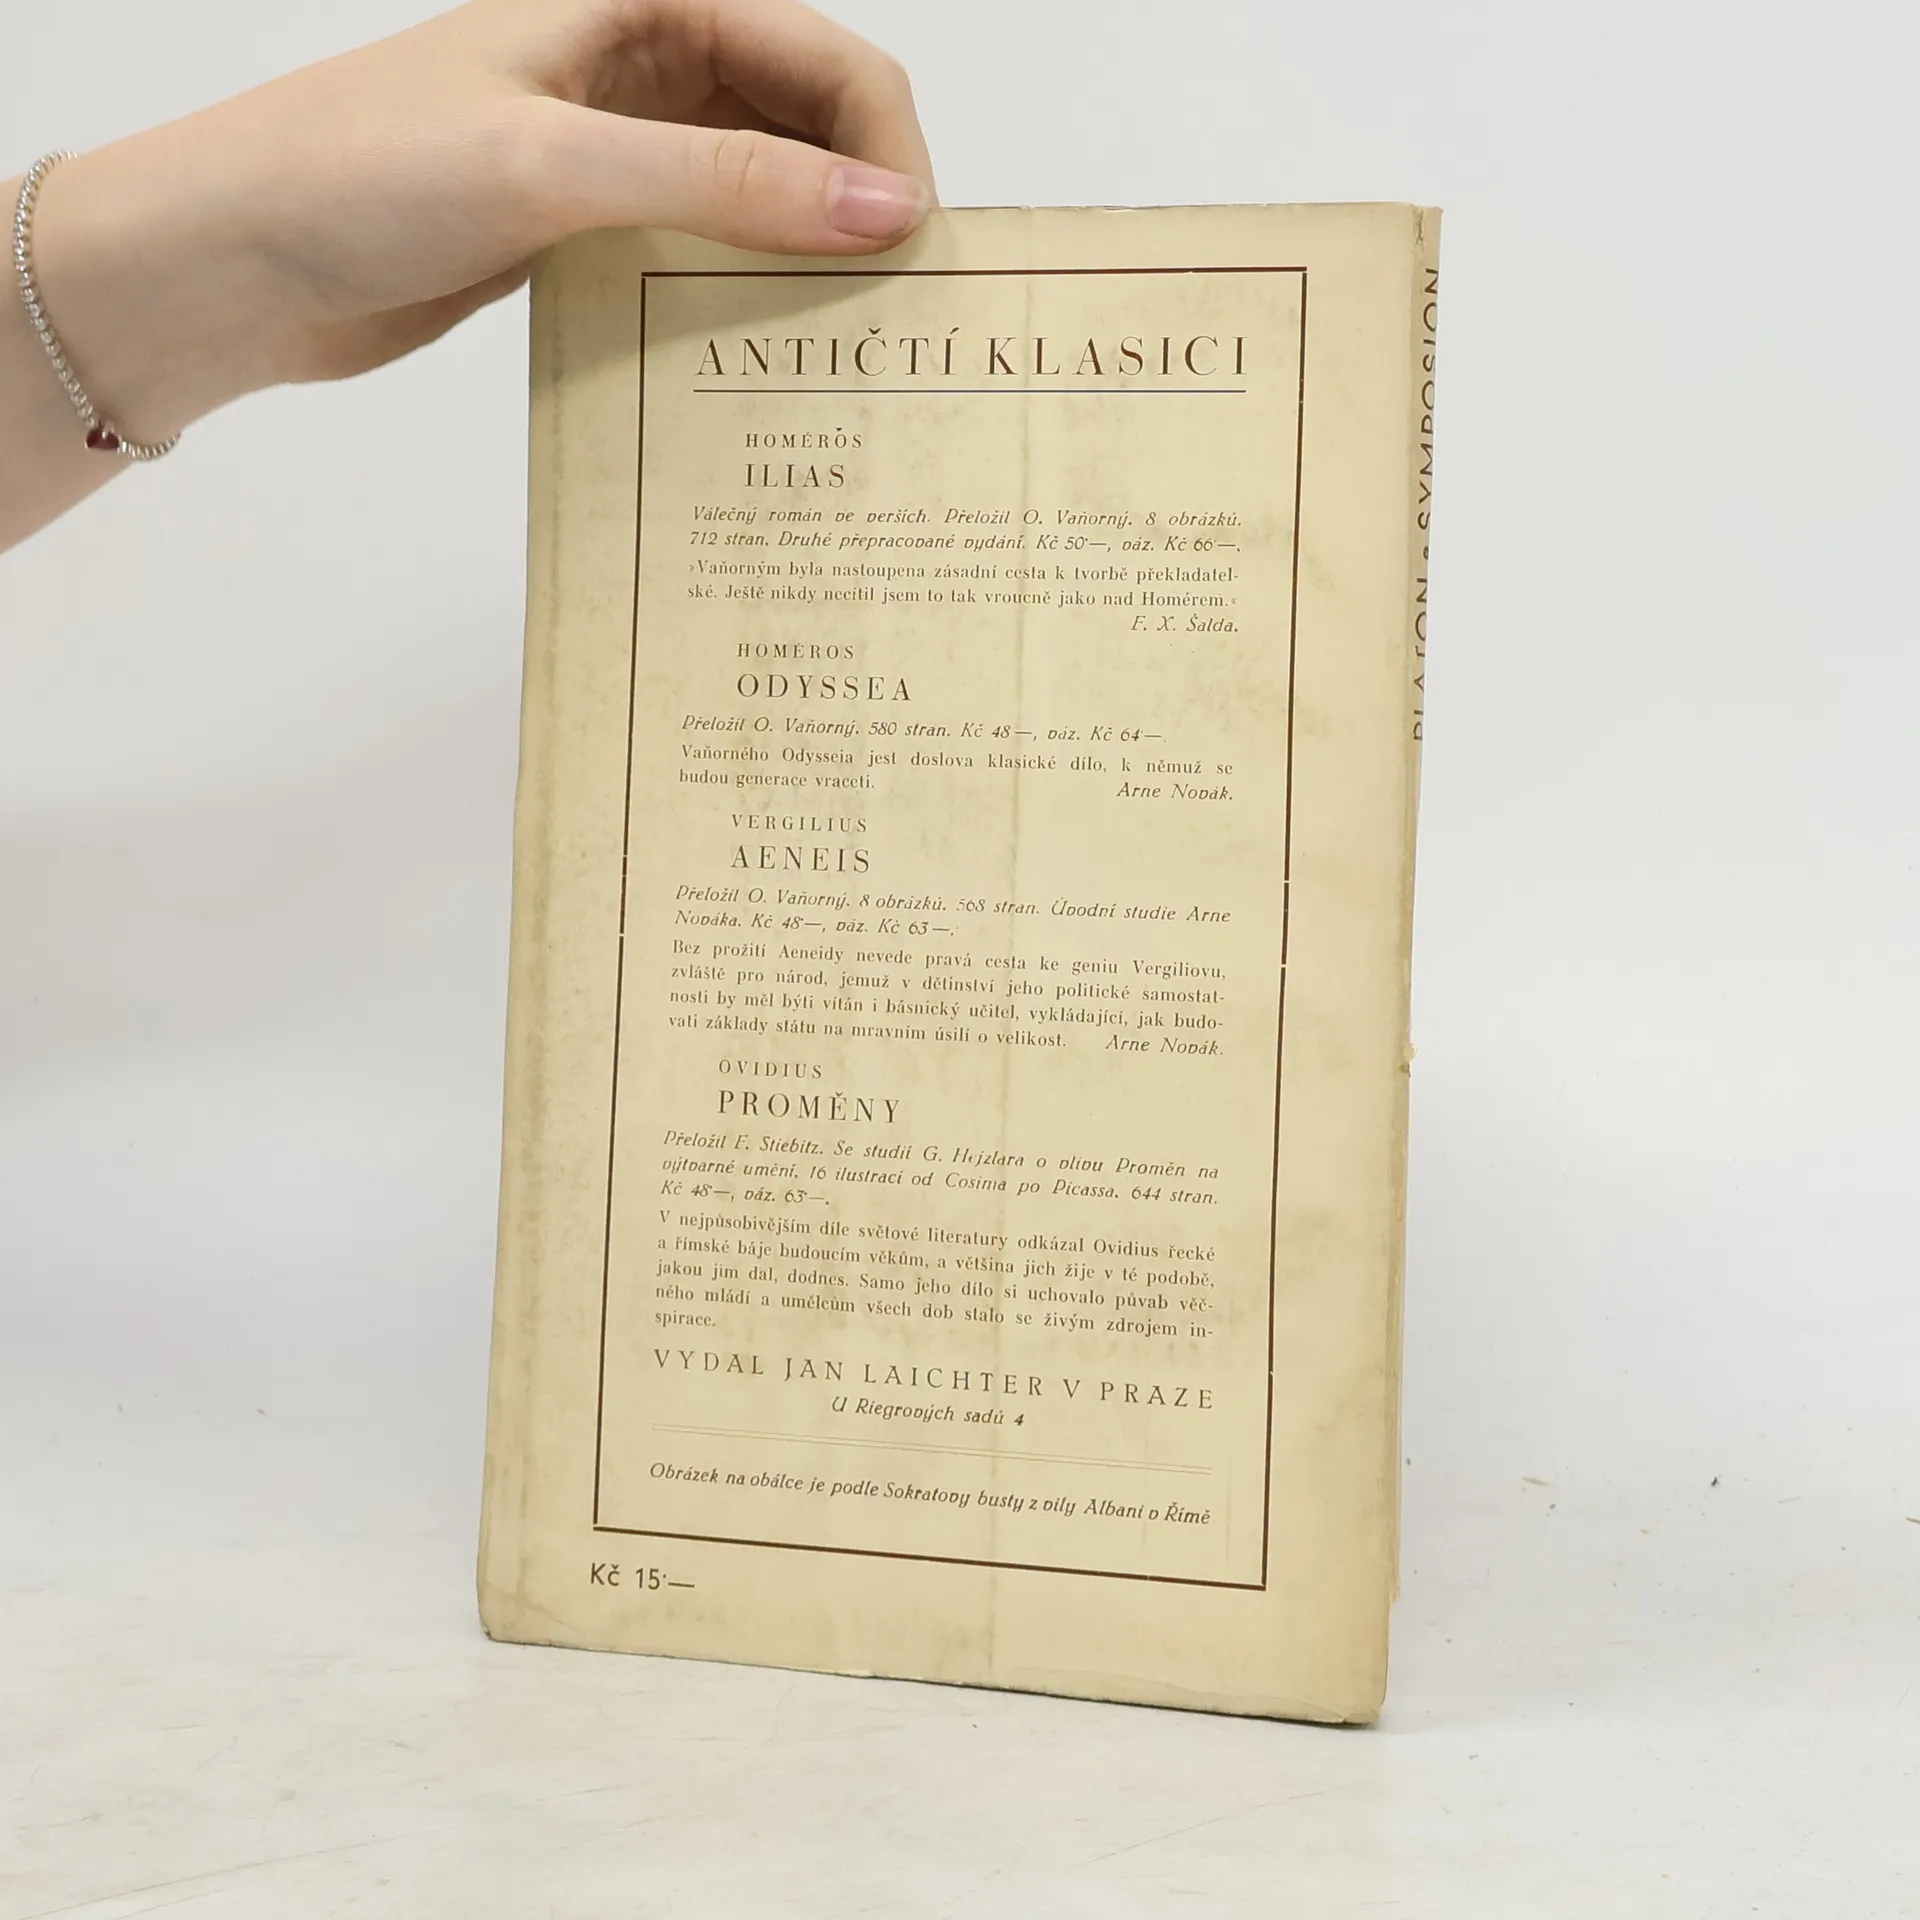 ANTIČTÍ KLASICI
HOMÉROS
ILIAS
Válečný román ve verších. Přeložil O. Vaňorný. 8 obrázků.
712 stran. Druhé přepracované vydání. Kč 50·—, váz. Kč 66·—.
»Vaňorným byla nastoupena zásadní cesta k tvorbě překladatel-
ské. Ještě nikdy necítil jsem to tak vroucně jako nad Homérem.«
F. X. Šalda.
HOMÉROS
ODYSSEA
Přeložil O. Vaňorný. 580 stran. Kč 48·—, váz. Kč 64·—.
Vaňorného Odysseia jest doslova klasické dílo, k němuž se
budou generace vraceti. Arne Novák.
VERGILIUS
AENEIS
Přeložil O. Vaňorný. 8 obrázků. 568 stran. Úvodní studie Arne
Nováka. Kč 48·—, váz. Kč 63·—.
Bez prožití Aeneidy nevede pravá cesta ke geniu Vergiliovu,
zvláště pro národ, jemuž v dětinství jeho politické samostat-
nosti by měl býti vítán i básnický učitel, vykládající, jak budo-
vati základy státu na mravním úsilí o velikost. Arne Novák.
OVIDIUS
PROMĚNY
Přeložil F. Stiebitz. Se studií G. Hejzlara o vlivu Proměn na
výtvarné umění. 16 ilustrací od Cosima po Picassa. 644 stran.
Kč 48·—, váz. 63·—.
V nejpůsobivějším díle světové literatury odkázal Ovidius řecké
a římské báje budoucím věkům, a většina jich žije v té podobě,
jakou jim dal, dodnes. Samo jeho dílo si uchovalo půvab věč-
ného mládí a umělcům všech dob stalo se živým zdrojem in-
spirace.
VYDAL JAN LAICHTER V PRAZE
U Riegrových sadů 4
Obrázek na obálce je podle Sokratovy busty z vily Albani v Římě
Kč 15·—
PLATON • SYMPOSION